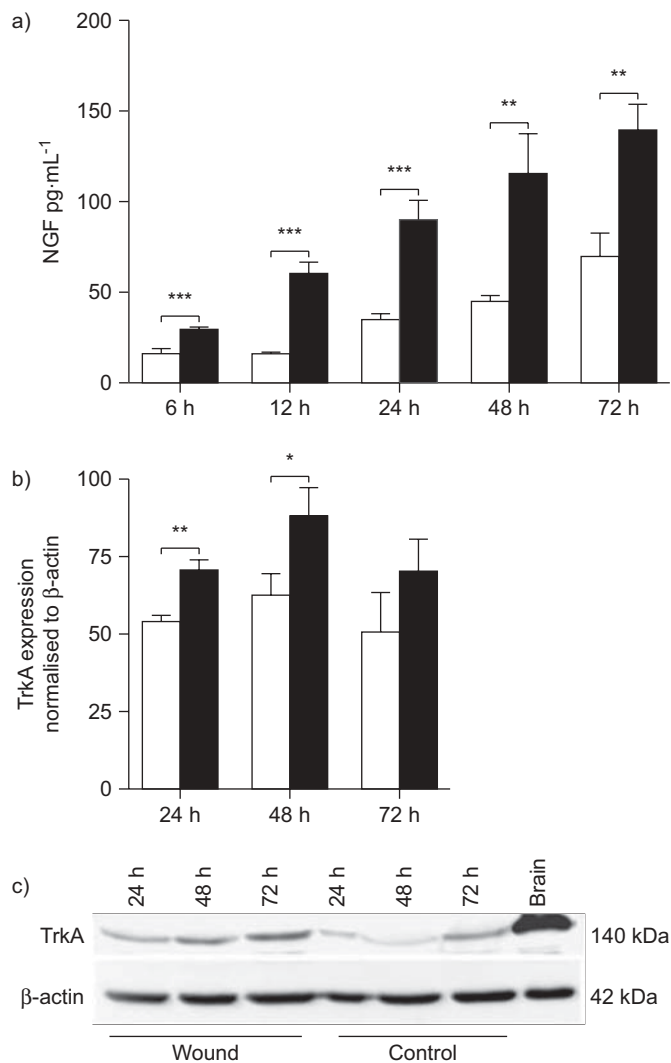 a)
200
150
100
50
0
NGF pg·mL⁻¹
***
***
***
**
**
6 h
12 h
24 h
48 h
72 h
b)
100
75
50
25
0
TrkA expression
normalised to β-actin
**
*
24 h
48 h
72 h
c)
24 h 48 h 72 h 24 h 48 h 72 h Brain
TrkA 140 kDa
β-actin 42 kDa
Wound Control